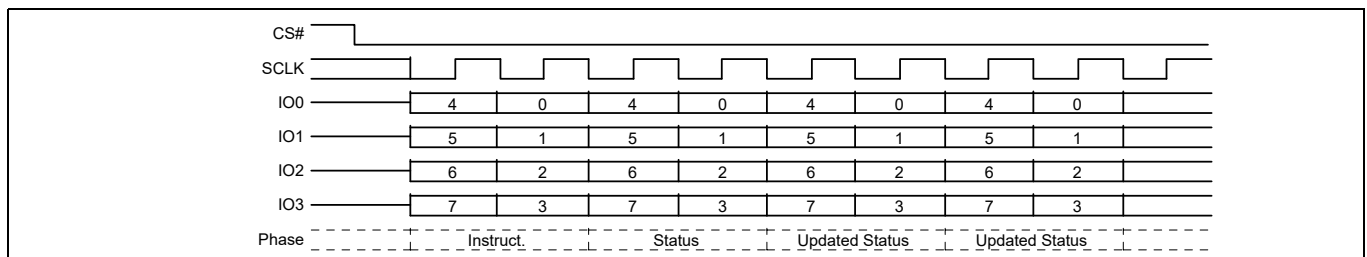 CS#
SCLK
IO0 4 0 4 0 4 0 4 0
IO1 5 1 5 1 5 1 5 1
IO2 6 2 6 2 6 2 6 2
IO3 7 3 7 3 7 3 7 3
Phase Instruct. Status Updated Status Updated Status